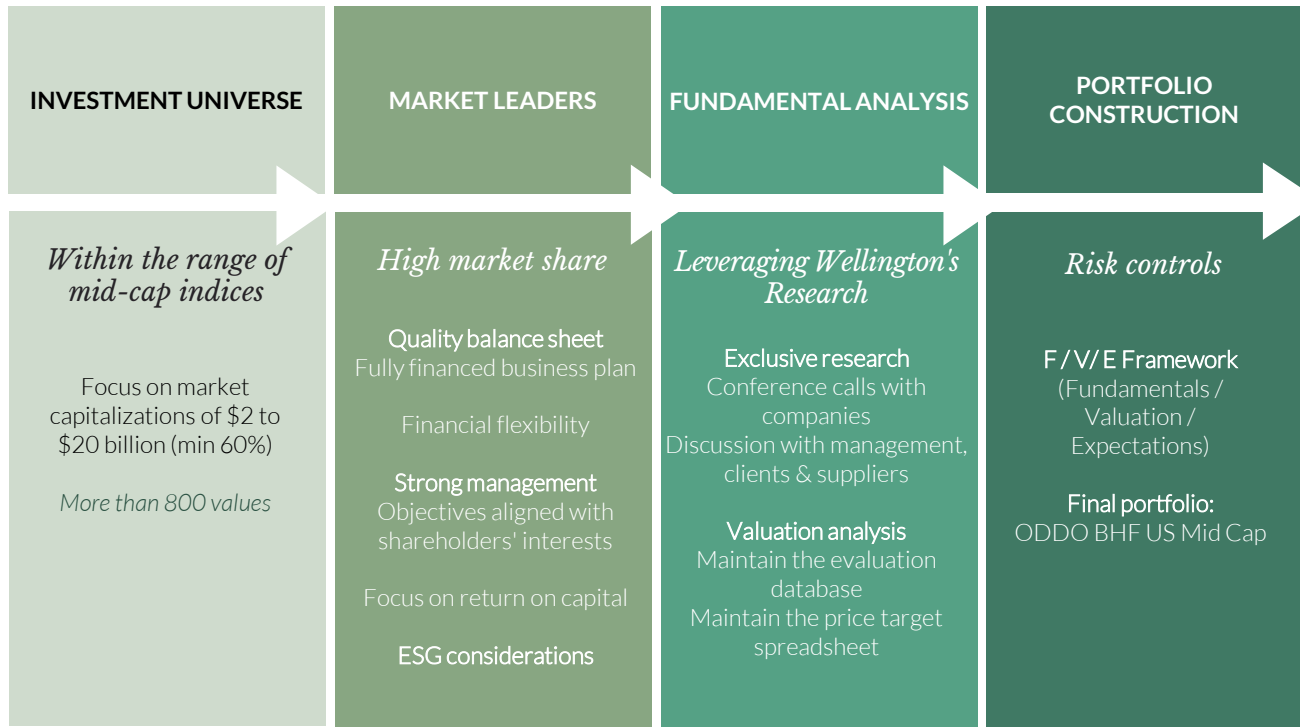 INVESTMENT UNIVERSE
Within the range of
mid-cap indices
Focus on market
capitalizations of $2 to
$20 billion (min 60%)
More than 800 values
MARKET LEADERS
High market share
Quality balance sheet
Fully financed business plan
Financial flexibility
Strong management
Objectives aligned with
shareholders' interests
Focus on return on capital
ESG considerations
FUNDAMENTAL ANALYSIS
Leveraging Wellington's
Research
Exclusive research
Conference calls with
companies
Discussion with management,
clients & suppliers
Valuation analysis
Maintain the evaluation
database
Maintain the price target
spreadsheet
PORTFOLIO
CONSTRUCTION
Risk controls
F / V/ E Framework
(Fundamentals /
Valuation /
Expectations)
Final portfolio:
ODDO BHF US Mid Cap